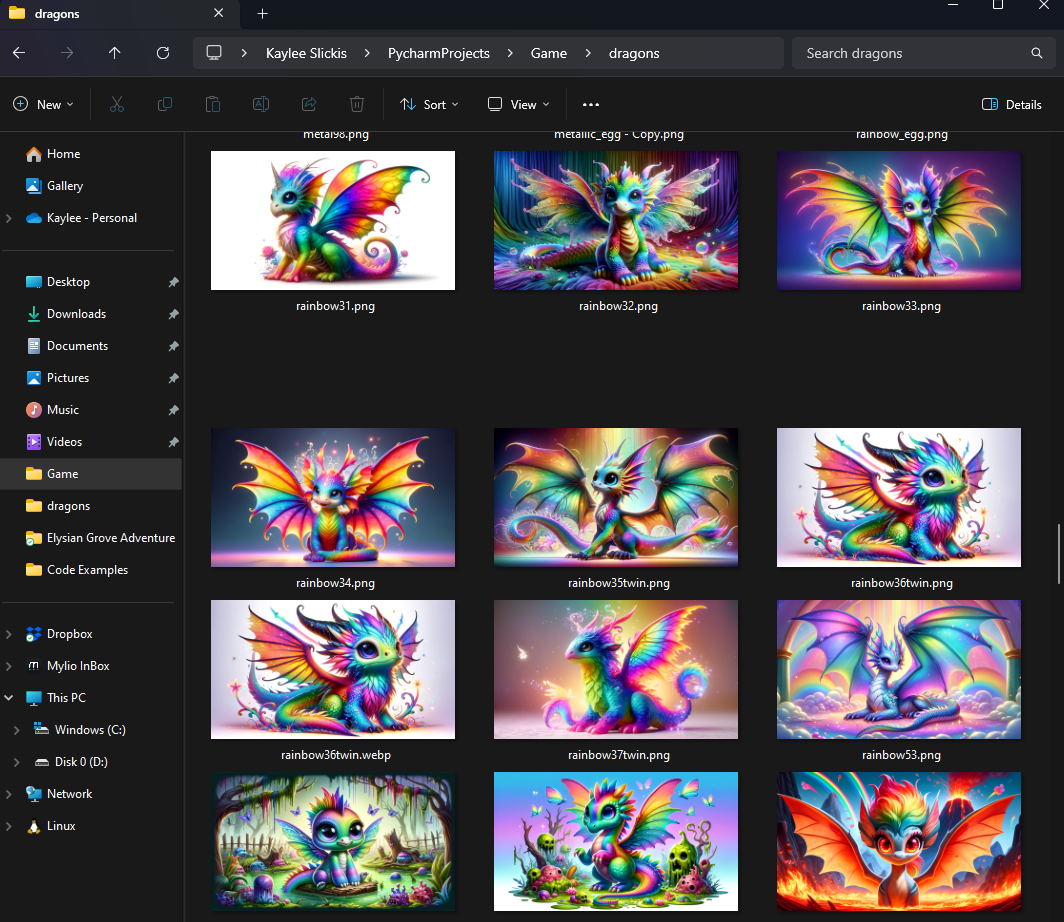 dragons
Kaylee Slickis > PycharmProjects > Game > dragons
Search dragons
New
Sort
View
Details
metal98.png
metallic_egg - Copy.png
rainbow_egg.png
Home
Gallery
Kaylee - Personal
Desktop
Downloads
Documents
Pictures
Music
Videos
Game
dragons
Elysian Grove Adventure
Code Examples
Dropbox
Mylio InBox
This PC
Windows (C:)
Disk 0 (D:)
Network
Linux
rainbow31.png
rainbow32.png
rainbow33.png
rainbow34.png
rainbow35twin.png
rainbow36twin.png
rainbow36twin.webp
rainbow37twin.png
rainbow53.png